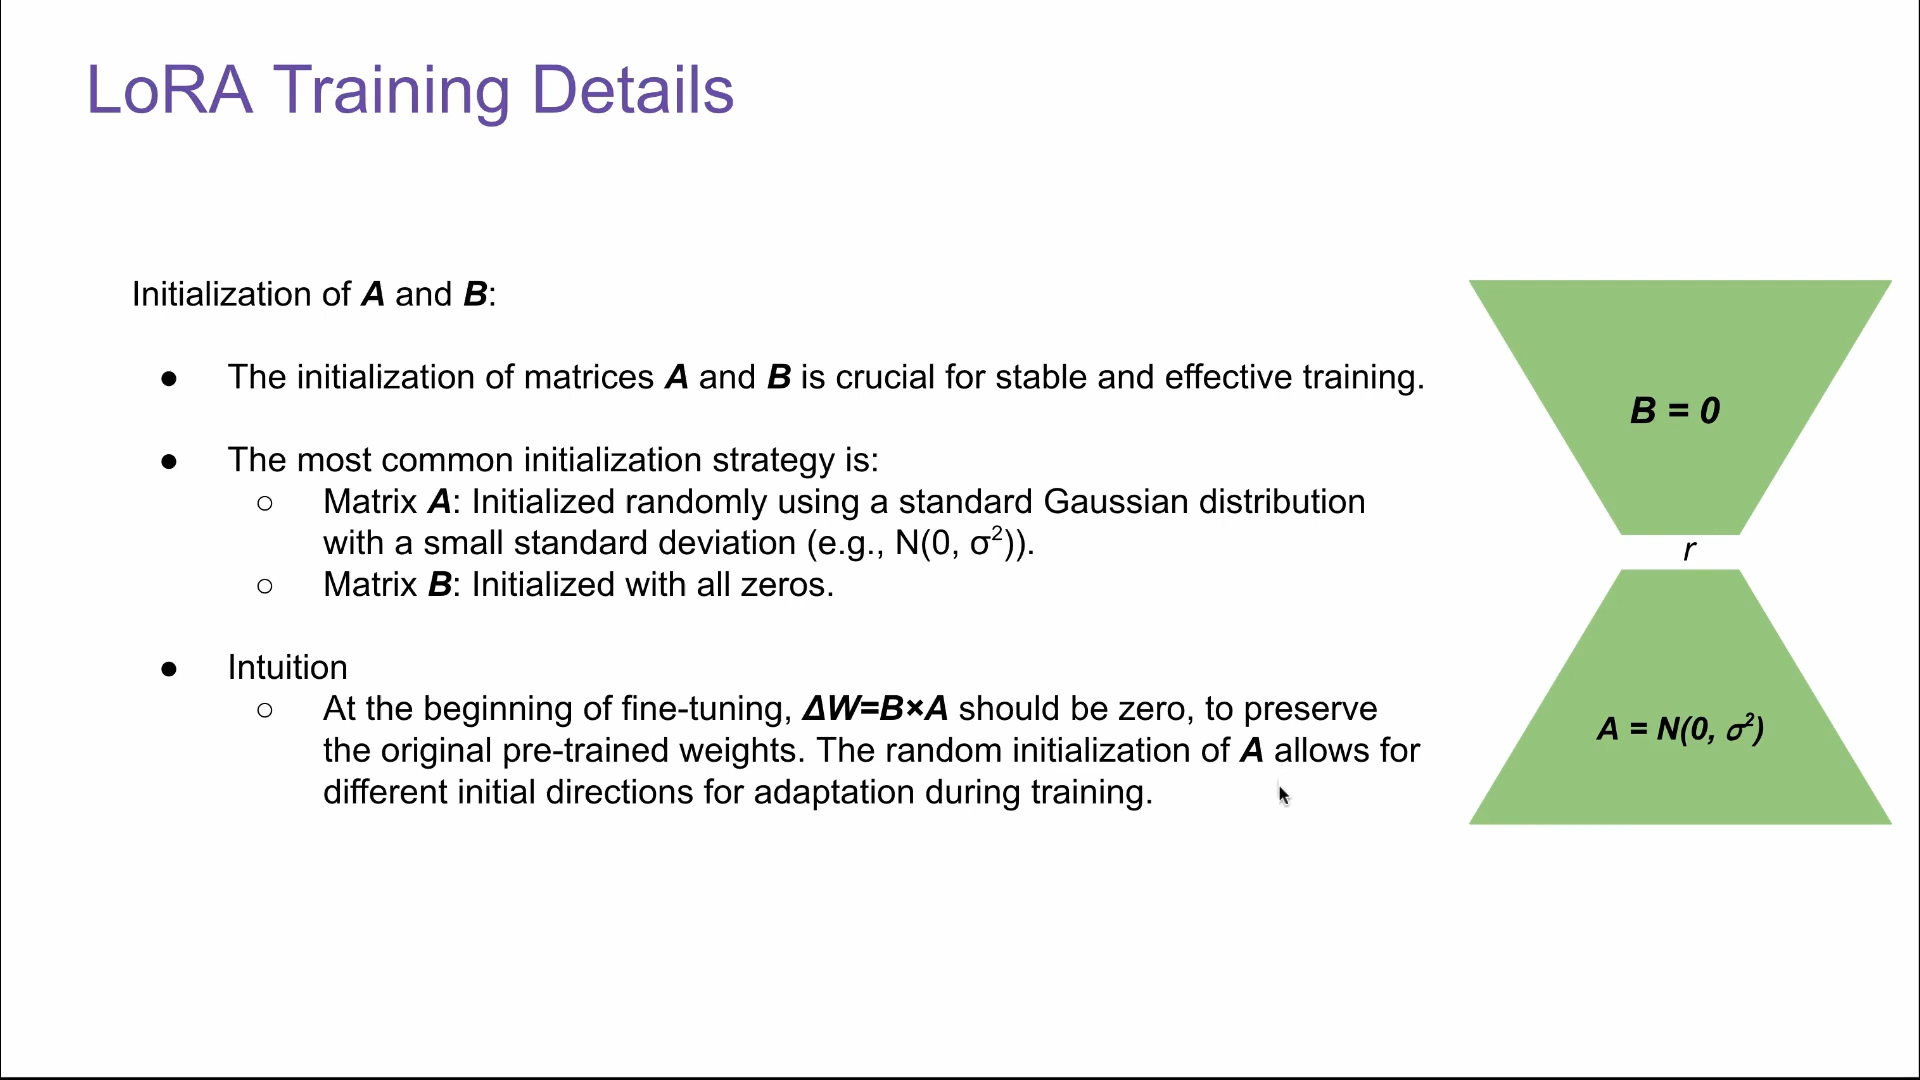 LoRA Training Details
Initialization of A and B:
● The initialization of matrices A and B is crucial for stable and effective training.
● The most common initialization strategy is:
○ Matrix A: Initialized randomly using a standard Gaussian distribution
with a small standard deviation (e.g., N(0, σ²)).
○ Matrix B: Initialized with all zeros.
● Intuition
○ At the beginning of fine-tuning, ΔW=B×A should be zero, to preserve
the original pre-trained weights. The random initialization of A allows for
different initial directions for adaptation during training.
B = 0
r
A = N(0, σ²)